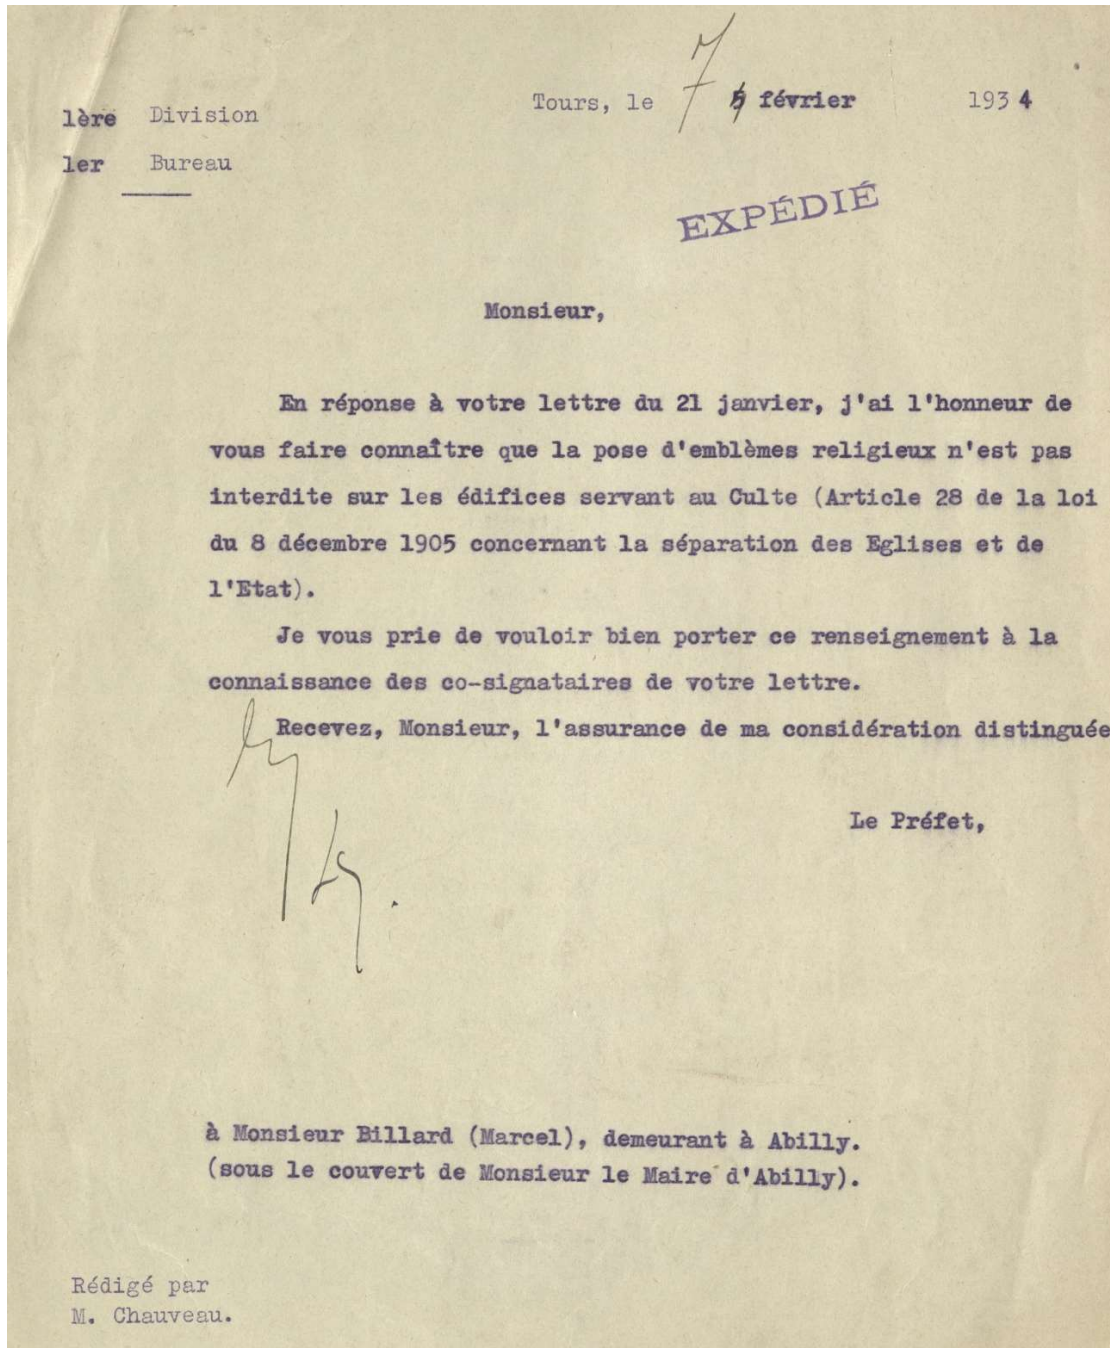 Tours, le 7 février 1934
1ère Division
1er Bureau
EXPÉDIÉ
Monsieur,
En réponse à votre lettre du 21 janvier, j'ai l'honneur de
vous faire connaître que la pose d'emblèmes religieux n'est pas
interdite sur les édifices servant au Culte (Article 28 de la loi
du 8 décembre 1905 concernant la séparation des Eglises et de
l'Etat).
Je vous prie de vouloir bien porter ce renseignement à la
connaissance des co-signataires de votre lettre.
Recevez, Monsieur, l'assurance de ma considération distinguée
Le Préfet,
à Monsieur Billard (Marcel), demeurant à Abilly.
(sous le couvert de Monsieur le Maire d'Abilly).
Rédigé par
M. Chauveau.